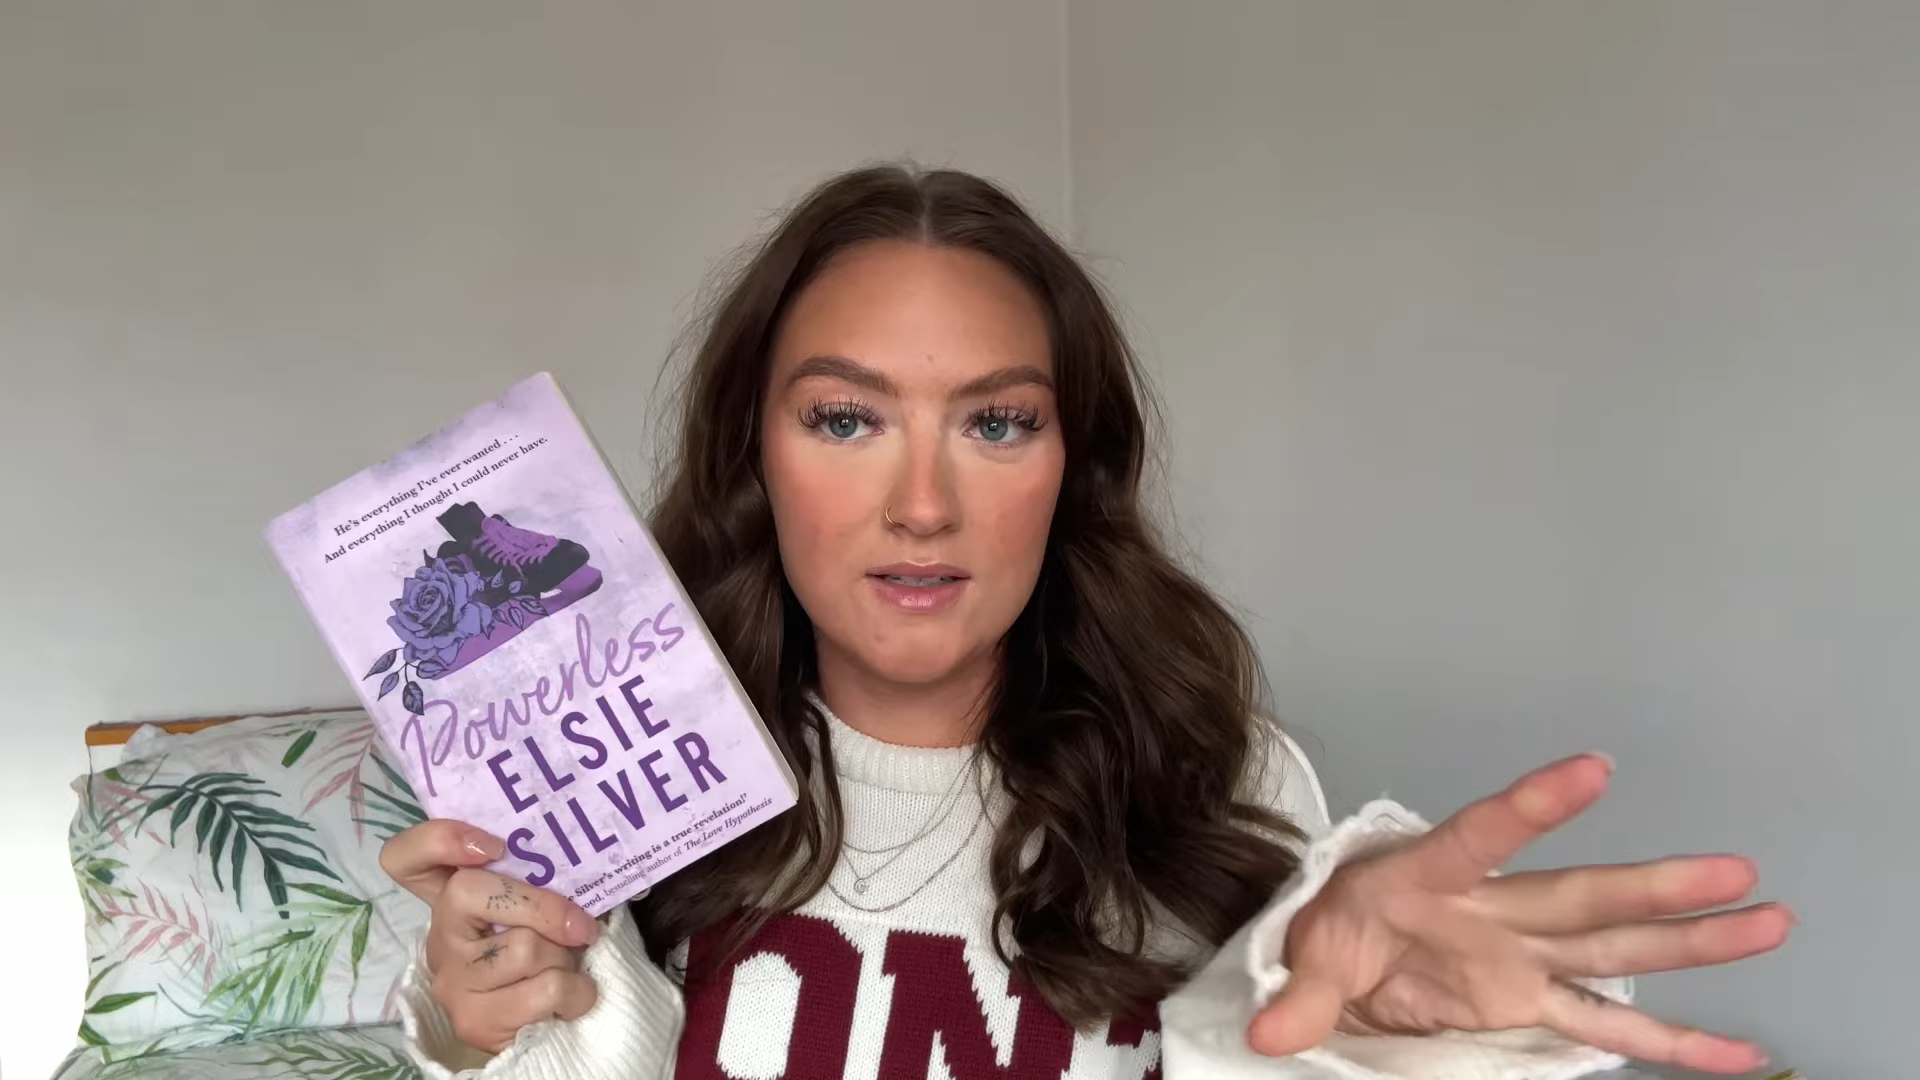 He's everything I've ever wanted . . .
And everything I thought I could never have.
Powerless
ELSIE
SILVER
Silver's writing is a true revelation!'
bestselling author of The Love Hypothesis
ON